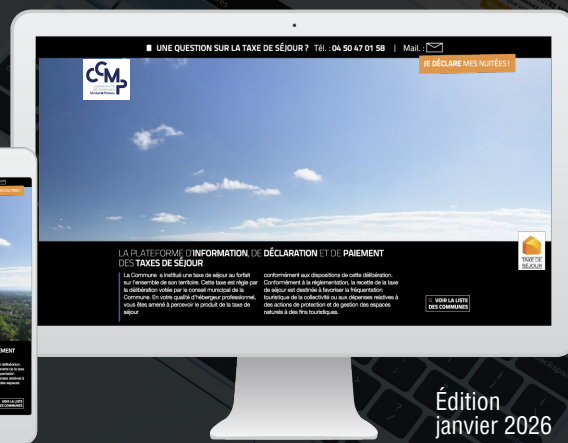 UNE QUESTION SUR LA TAXE DE SÉJOUR ? Tél. : 04 50 47 01 58 | Mail. :
JE DÉCLARE MES NUITÉES !
CCMP
LA PLATEFORME D'INFORMATION, DE DÉCLARATION ET DE PAIEMENT
DES TAXES DE SÉJOUR
La Commune a institué une taxe de séjour au forfait
sur l'ensemble de son territoire. Cette taxe est régie par
la délibération votée par le conseil municipal de la
Commune. En votre qualité d'hébergeur professionnel,
vous êtes amené à percevoir le produit de la taxe de
séjour
conformément aux dispositions de cette délibération.
Conformément à la réglementation, la recette de la taxe
de séjour est destinée à favoriser la fréquentation
touristique de la collectivité ou aux dépenses relatives à
des actions de protection et de gestion des espaces
naturels à des fins touristiques.
TAXE DE
SÉJOUR
VOIR LA LISTE
DES COMMUNES
EMENT
VOIR LA LISTE
DES COMMUNES
Édition
janvier 2026